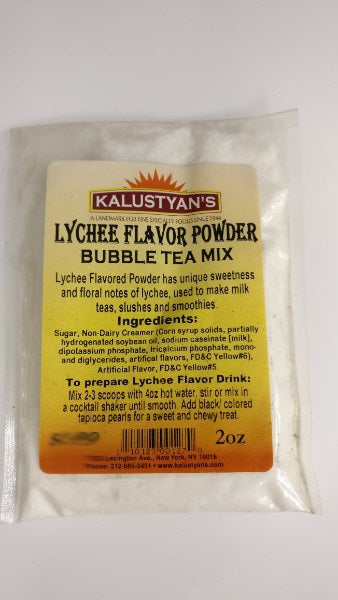 KALUSTYAN'S
A LANDMARK FOR FINE SPECIALTY FOODS SINCE 1944
LYCHEE FLAVOR POWDER
BUBBLE TEA MIX
Lychee Flavored Powder has unique sweetness
and floral notes of lychee, used to make milk
teas, slushes and smoothies.
Ingredients:
Sugar, Non-Dairy Creamer (Corn syrup solids, partially
hydrogenated soybean oil, sodium caseinate [milk],
dipotassium phosphate, tricalcium phosphate, mono-
and diglycerides, artifical flavors, FD&C Yellow#6),
Artificial Flavor, FD&C Yellow#5.
To prepare Lychee Flavor Drink:
Mix 2-3 scoops with 4oz hot water, stir or mix in
a cocktail shaker until smooth. Add black/ colored
tapioca pearls for a sweet and chewy treat.
2oz
Lexington Ave., New York, NY 10016
Phone: 212-685-3451 • www.kalustyans.com